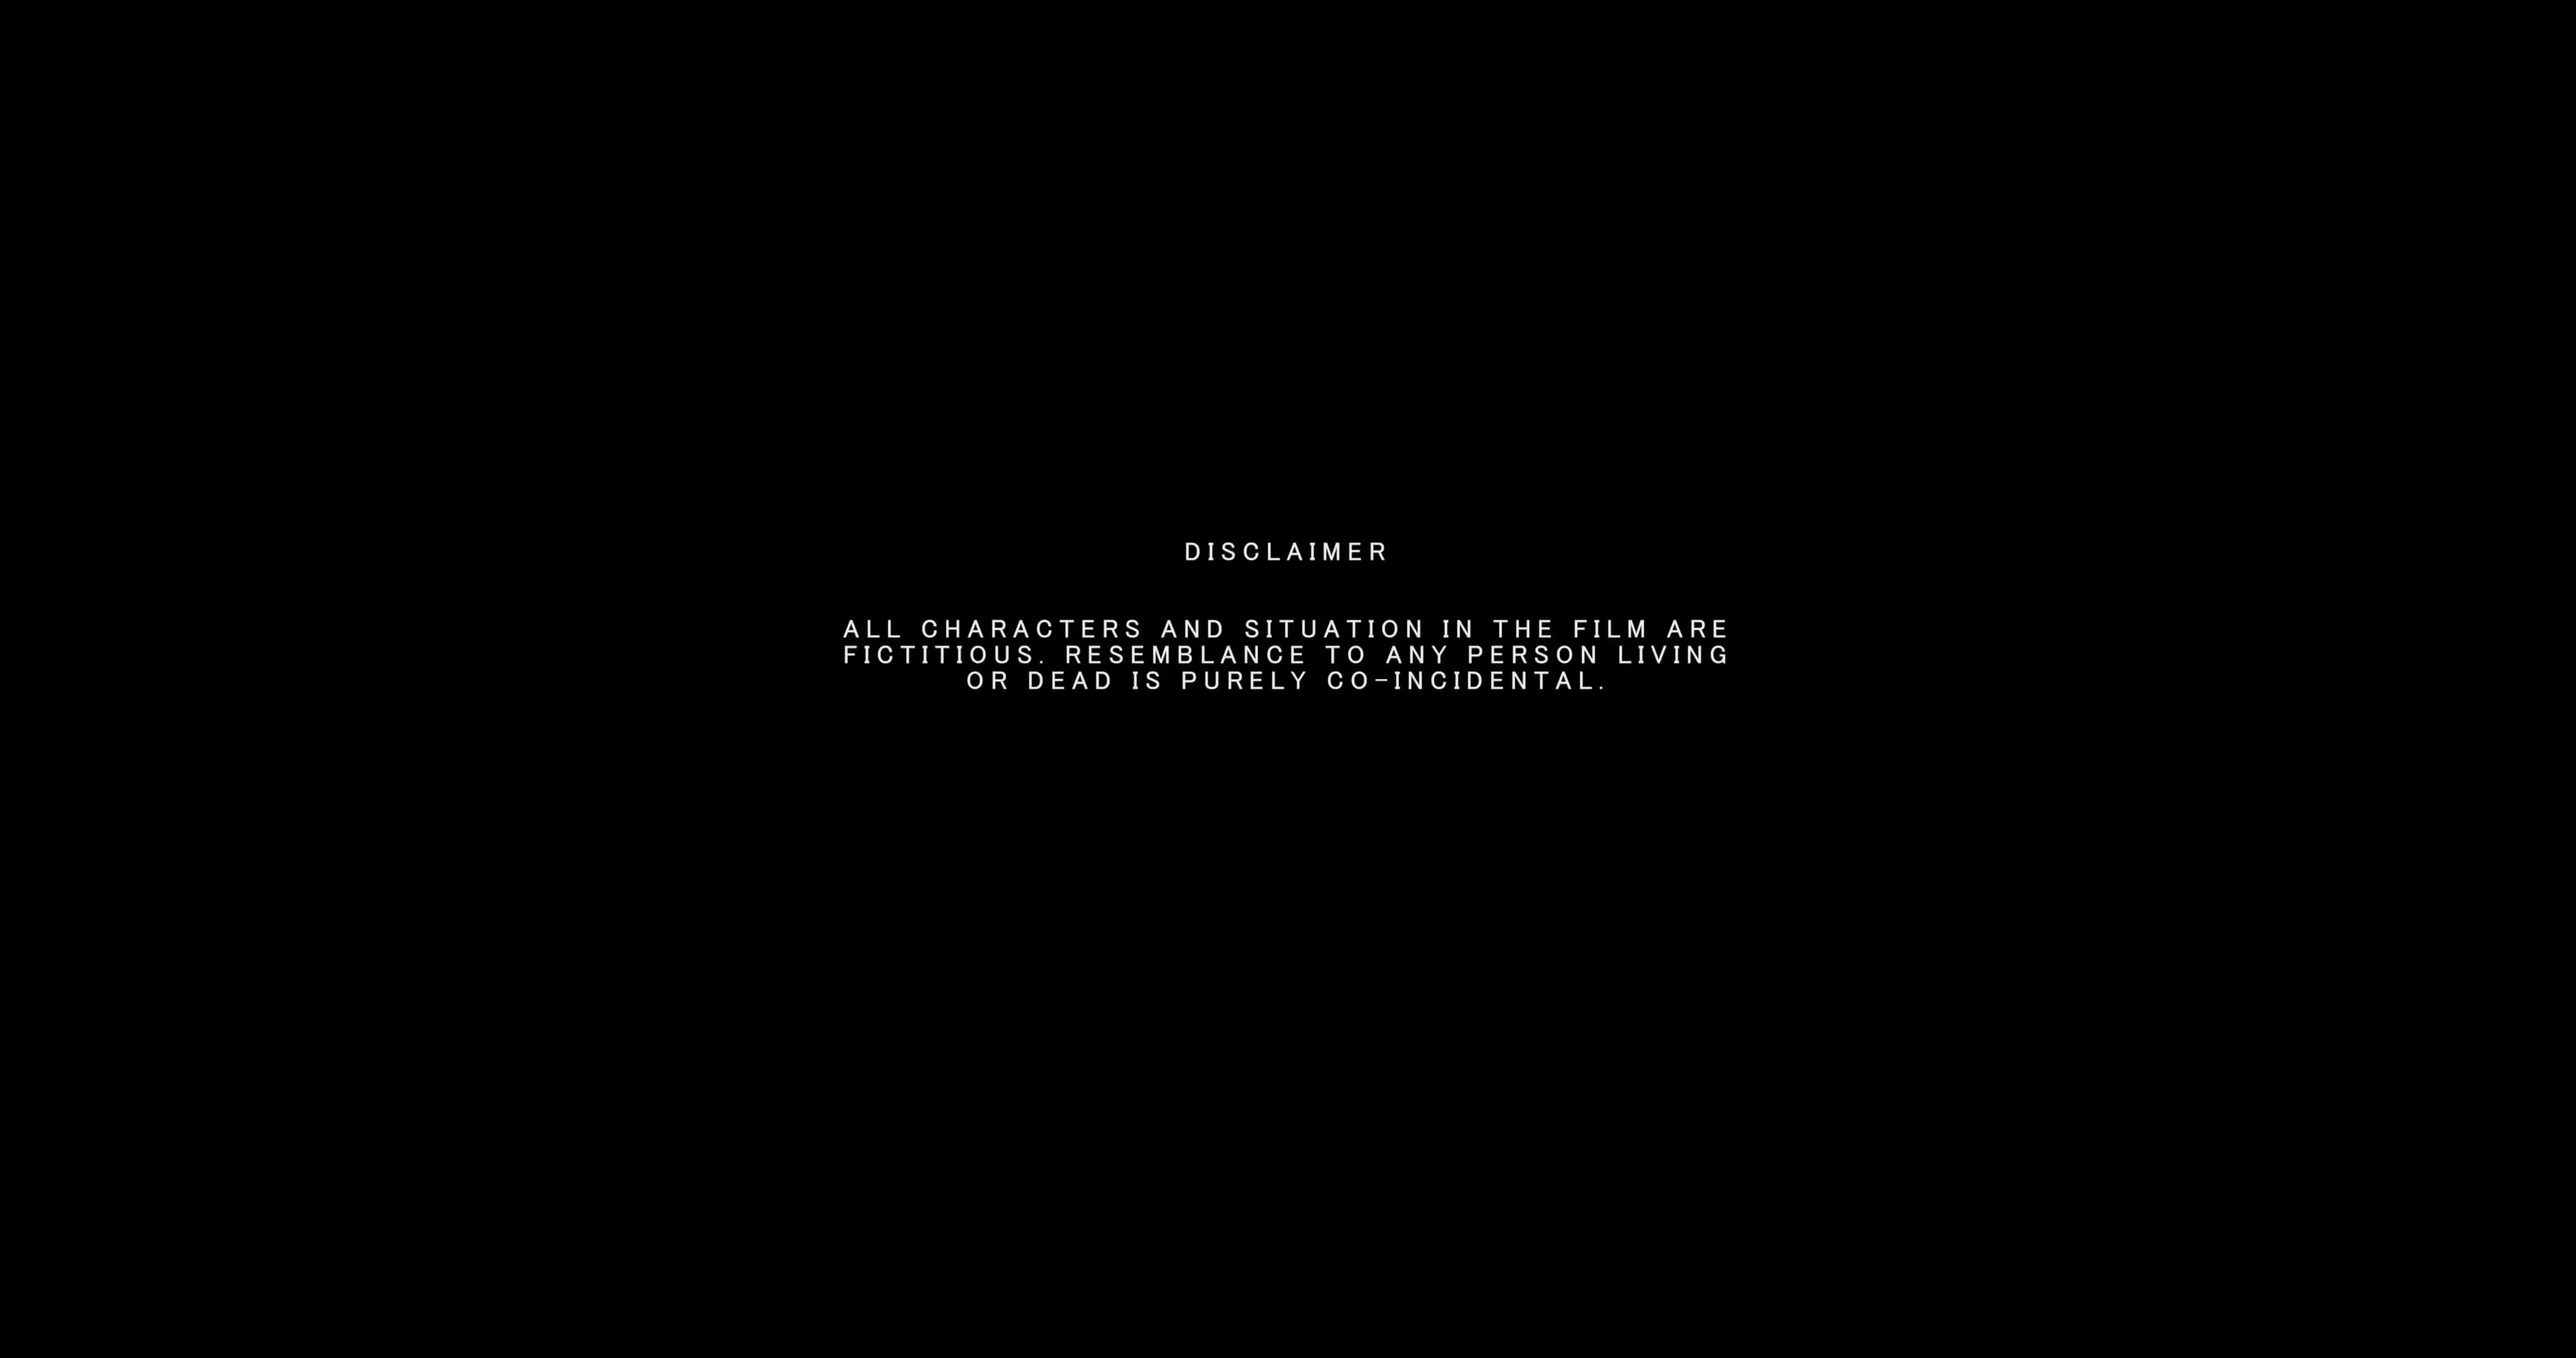 DISCLAIMER
ALL CHARACTERS AND SITUATION IN THE FILM ARE
FICTITIOUS. RESEMBLANCE TO ANY PERSON LIVING
OR DEAD IS PURELY CO-INCIDENTAL.